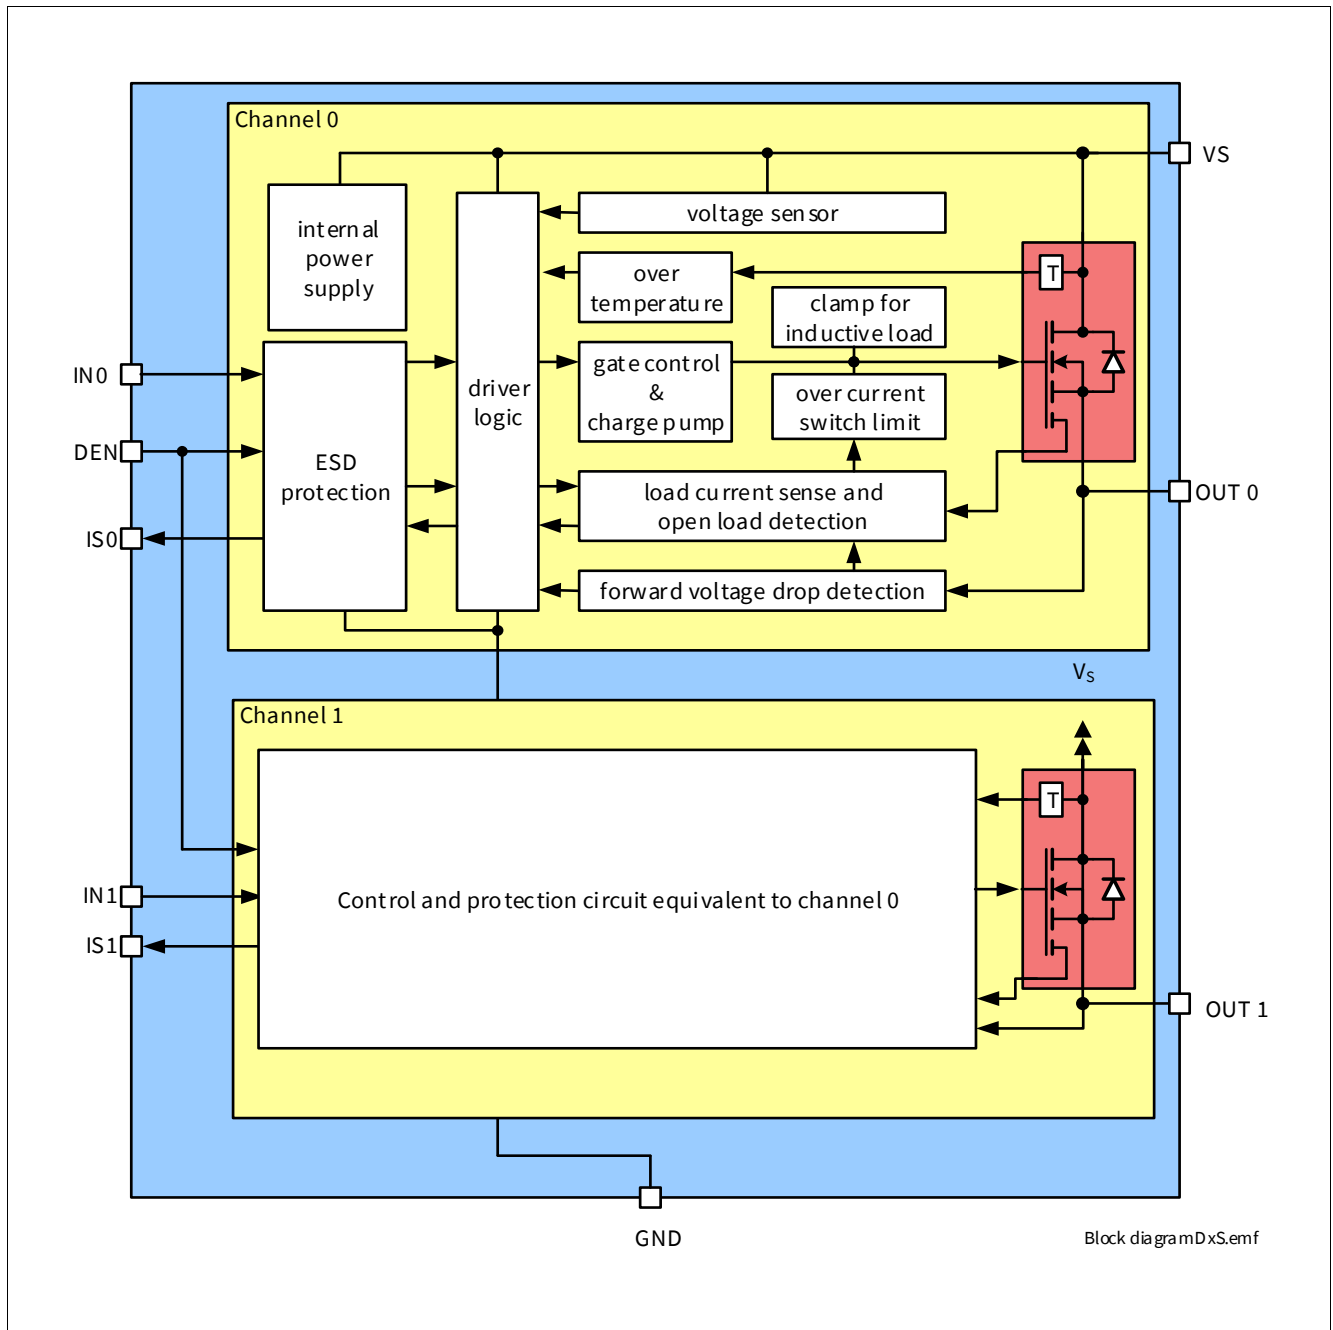 Channel 0
VS
voltage sensor
internal
power
supply
over
temperature
T
clamp for
inductive load
IN0
gate control
&
charge pump
driver
logic
over current
switch limit
DEN
ESD
protection
load current sense and
open load detection
OUT 0
IS0
forward voltage drop detection
VS
Channel 1
T
IN1
Control and protection circuit equivalent to channel 0
IS1
OUT 1
GND
Block diagramDxS.emf